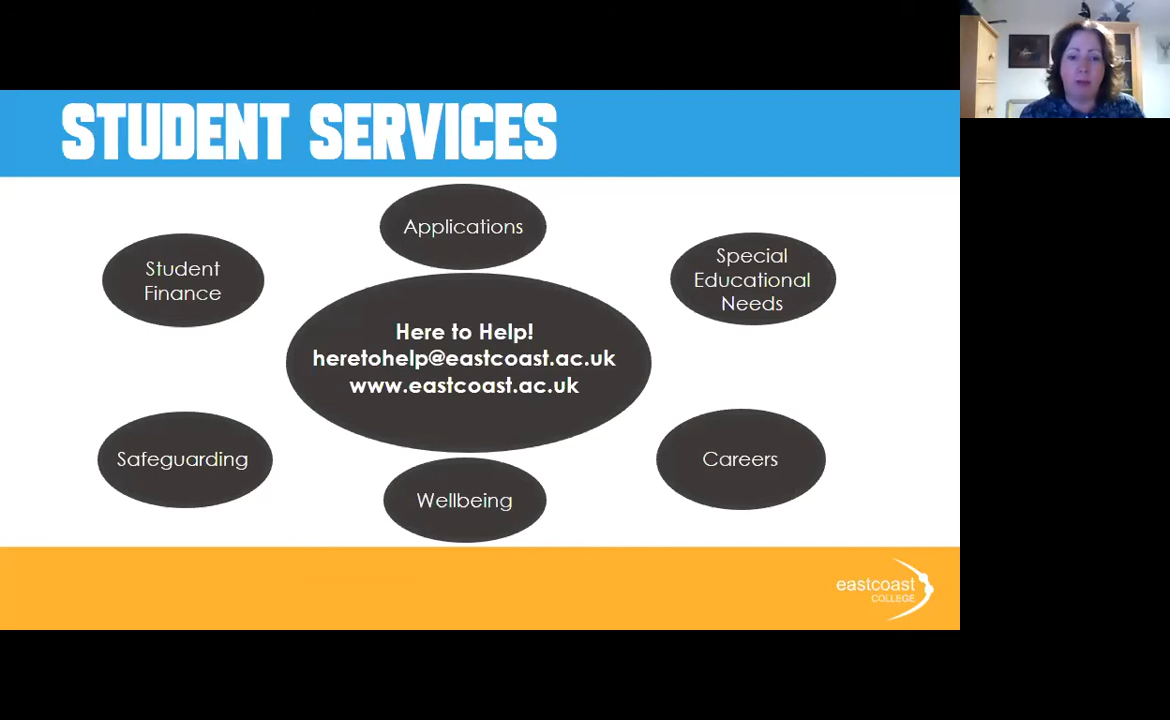 STUDENT SERVICES
Applications
Student
Finance
Special
Educational
Needs
Here to Help!
heretohelp@eastcoast.ac.uk
www.eastcoast.ac.uk
Safeguarding
Careers
Wellbeing
eastcoast
COLLEGE